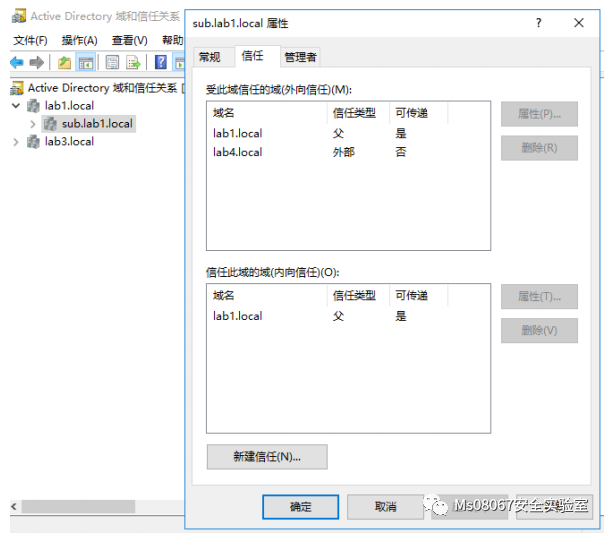 Active Directory 域和信任关系
文件(F) 操作(A) 查看(V) 帮助
Active Directory 域和信任关系 [
lab1.local
sub.lab1.local
lab3.local
sub.lab1.local 属性
常规 信任 管理者
受此域信任的域(外向信任)(M):
域名 信任类型 可传递
lab1.local 父 是
lab4.local 外部 否
属性(P)...
删除(R)
信任此域的域(内向信任)(O):
域名 信任类型 可传递
lab1.local 父 是
属性(T)...
删除(V)
新建信任(N)...
确定 取消
Ms08067安全实验室